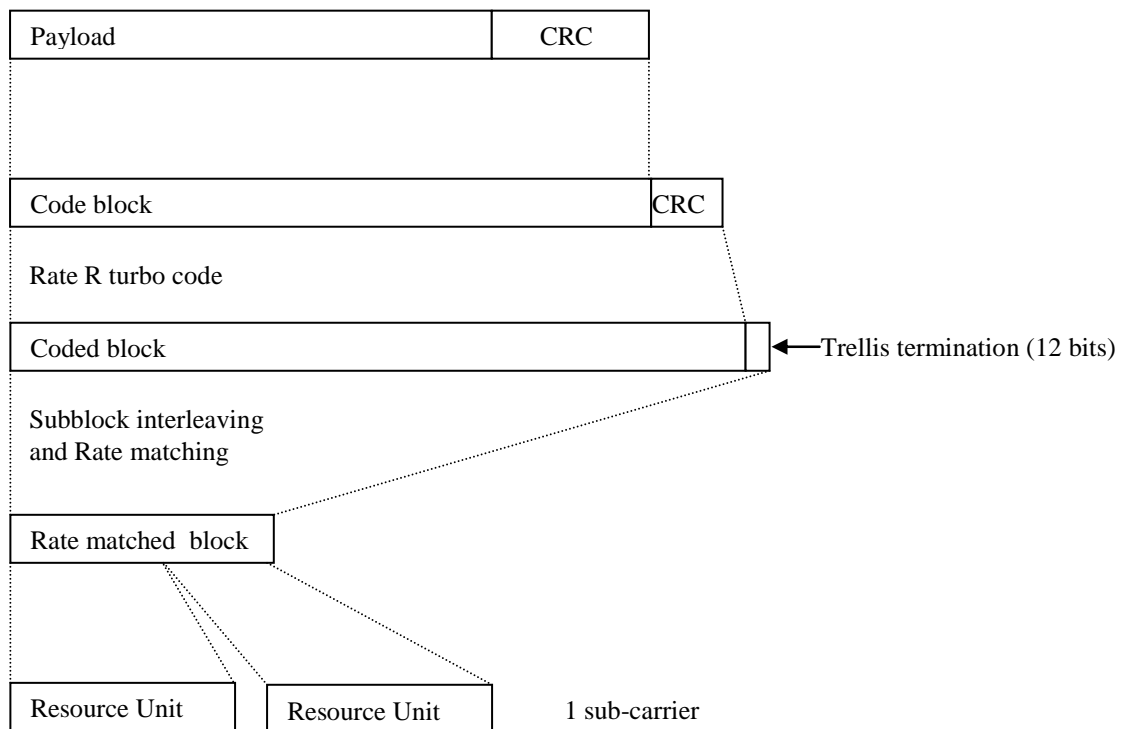 Payload CRC
Code block CRC
Rate R turbo code
Coded block
Trellis termination (12 bits)
Subblock interleaving
and Rate matching
Rate matched block
Resource Unit Resource Unit 1 sub-carrier